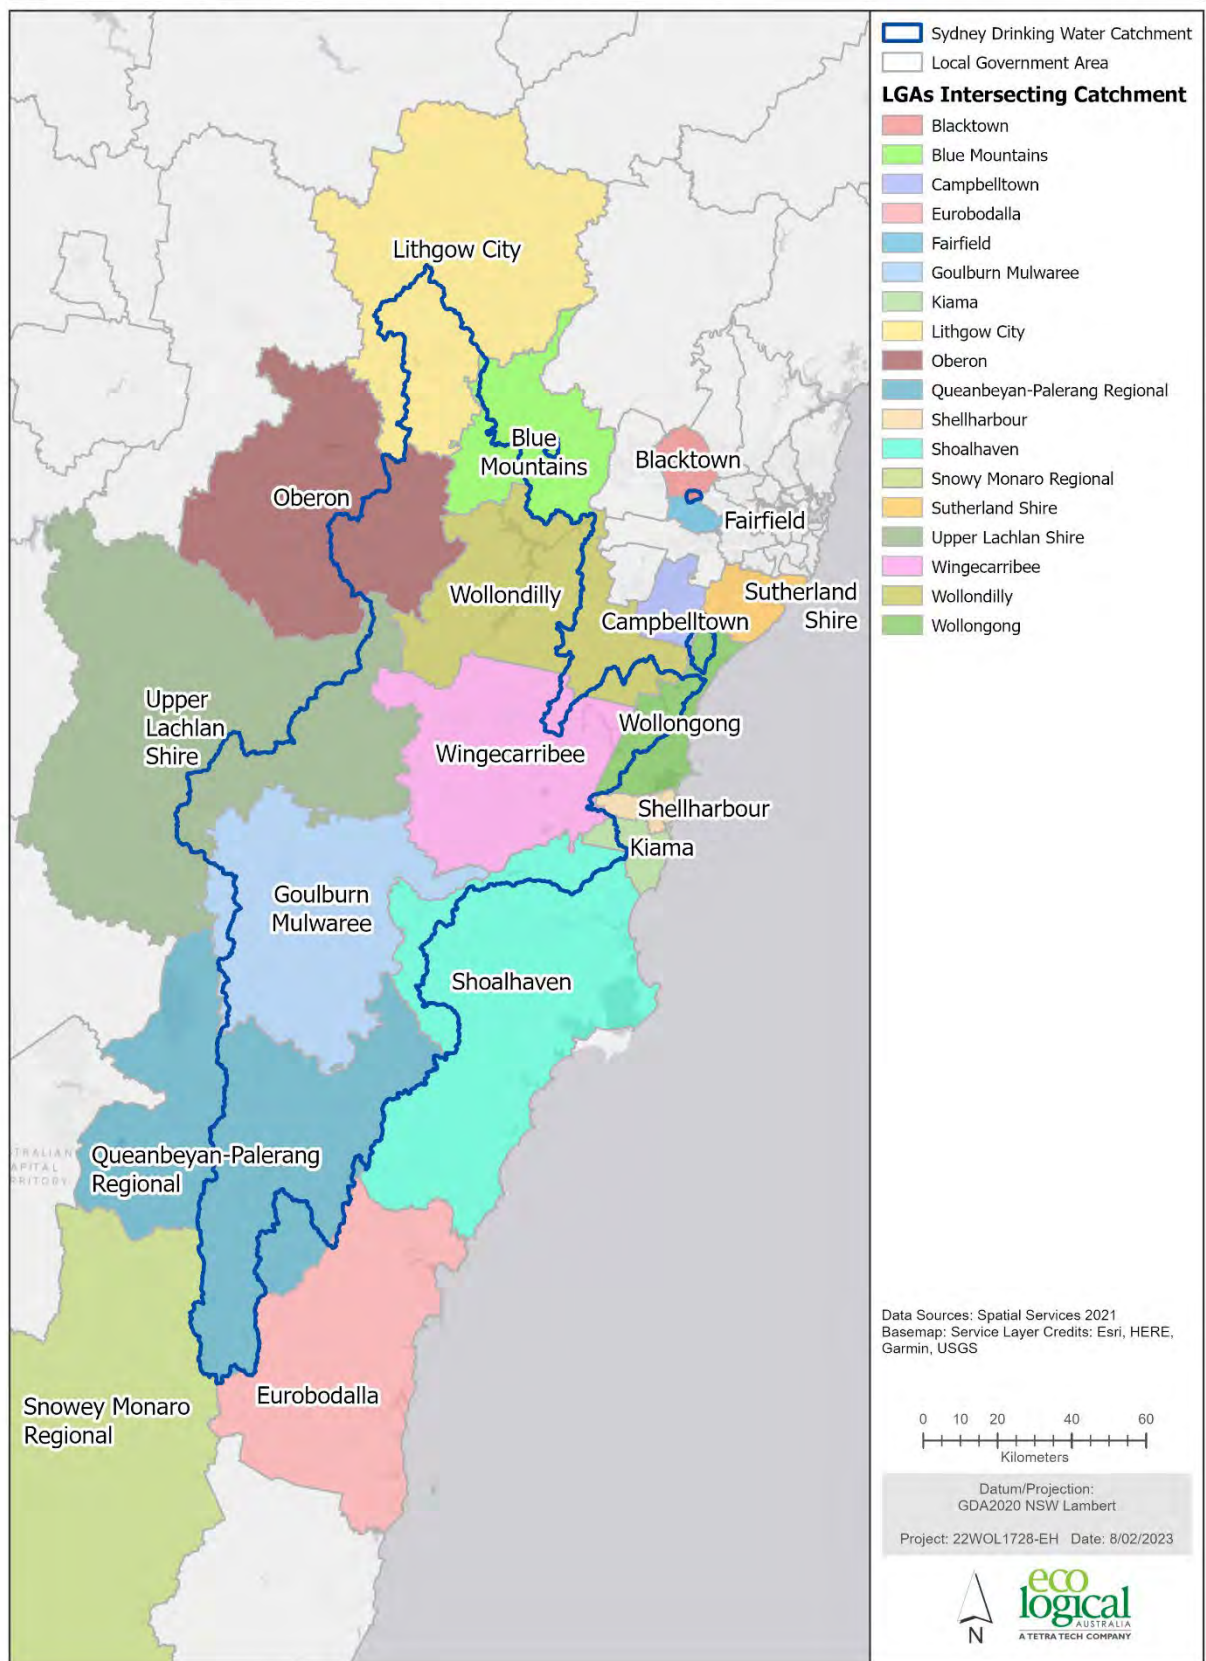 Lithgow City
Blue
Mountains
Blacktown
Oberon
Fairfield
Wollondilly
Sutherland
Shire
Campbelltown
Upper
Lachlan
Shire
Wollongong
Wingecarribee
Shellharbour
Kiama
Goulburn
Mulwaree
Shoalhaven
TRALIAN
APITAL
RRITORY
Queanbeyan-Palerang
Regional
Snowey Monaro
Regional
Eurobodalla
Sydney Drinking Water Catchment
Local Government Area
LGAs Intersecting Catchment
Blacktown
Blue Mountains
Campbelltown
Eurobodalla
Fairfield
Goulburn Mulwaree
Kiama
Lithgow City
Oberon
Queanbeyan-Palerang Regional
Shellharbour
Shoalhaven
Snowy Monaro Regional
Sutherland Shire
Upper Lachlan Shire
Wingecarribee
Wollondilly
Wollongong
Data Sources: Spatial Services 2021
Basemap: Service Layer Credits: Esri, HERE,
Garmin, USGS
0 10 20 40 60
Kilometers
Datum/Projection:
GDA2020 NSW Lambert
Project: 22WOL1728-EH Date: 8/02/2023
N
eco
logical
AUSTRALIA
A TETRA TECH COMPANY